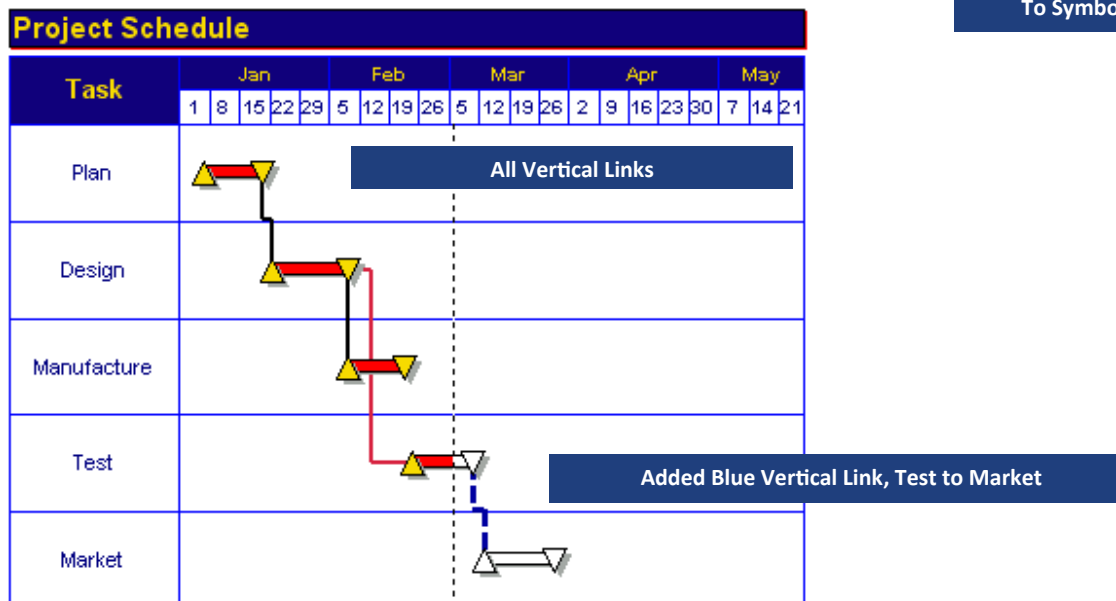 To Symbo
Project Schedule
Task
Jan Feb Mar Apr May
1 8 15 22 29 5 12 19 26 5 12 19 26 2 9 16 23 30 7 14 21
Plan
All Vertical Links
Design
Manufacture
Test
Added Blue Vertical Link, Test to Market
Market